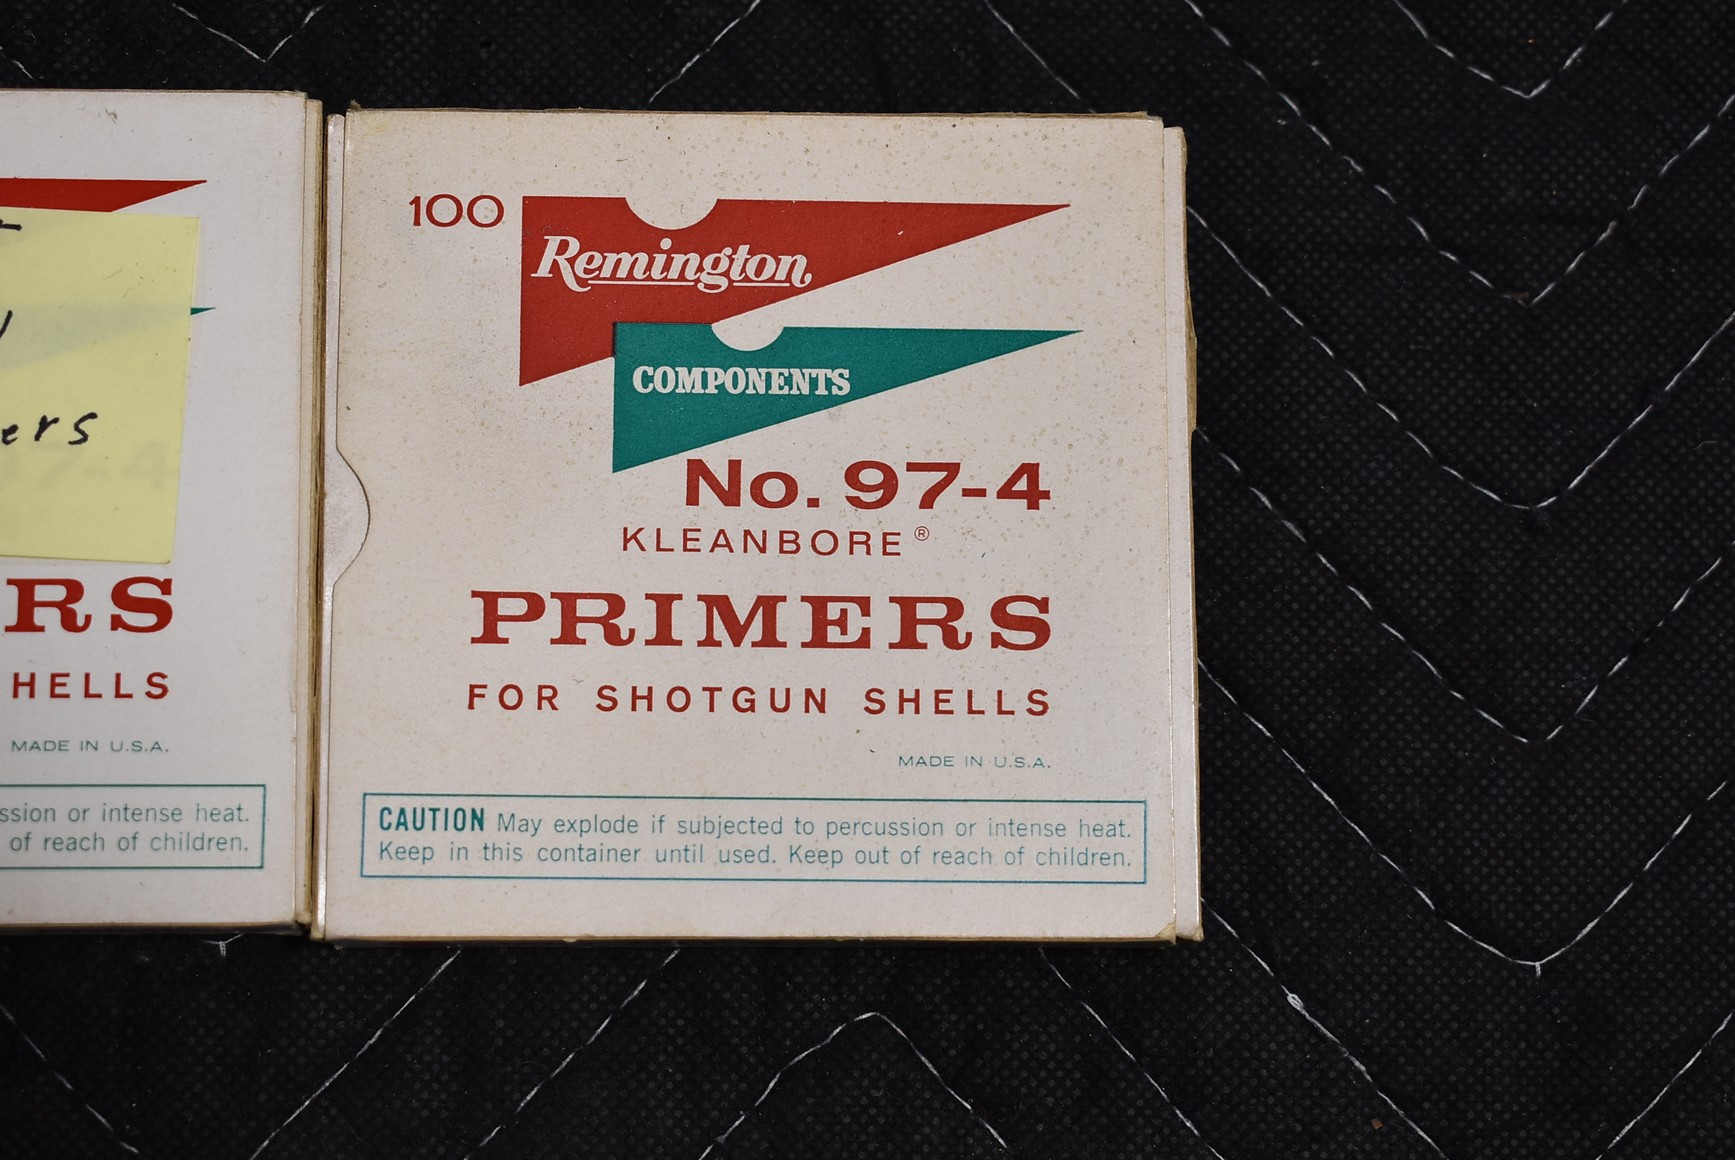 ers
RS
HELLS
MADE IN U.S.A.
ssion or intense heat.
of reach of children.
100
Remington
COMPONENTS
No. 97-4
KLEANBORE®
PRIMERS
FOR SHOTGUN SHELLS
MADE IN U.S.A.
CAUTION May explode if subjected to percussion or intense heat.
Keep in this container until used. Keep out of reach of children.